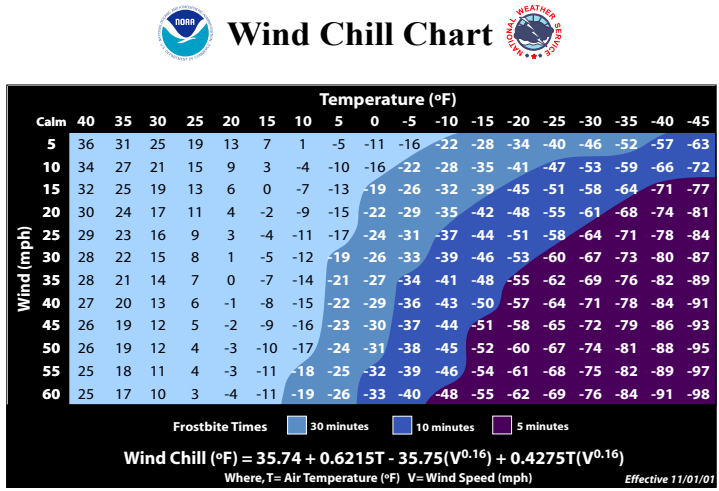 NOAA
Wind Chill Chart
NATIONAL WEATHER SERVICE
Temperature (ºF)
Calm 40 35 30 25 20 15 10 5 0 -5 -10 -15 -20 -25 -30 -35 -40 -45
Wind (mph)
5 36 31 25 19 13 7 1 -5 -11 -16 -22 -28 -34 -40 -46 -52 -57 -63
10 34 27 21 15 9 3 -4 -10 -16 -22 -28 -35 -41 -47 -53 -59 -66 -72
15 32 25 19 13 6 0 -7 -13 -19 -26 -32 -39 -45 -51 -58 -64 -71 -77
20 30 24 17 11 4 -2 -9 -15 -22 -29 -35 -42 -48 -55 -61 -68 -74 -81
25 29 23 16 9 3 -4 -11 -17 -24 -31 -37 -44 -51 -58 -64 -71 -78 -84
30 28 22 15 8 1 -5 -12 -19 -26 -33 -39 -46 -53 -60 -67 -73 -80 -87
35 28 21 14 7 0 -7 -14 -21 -27 -34 -41 -48 -55 -62 -69 -76 -82 -89
40 27 20 13 6 -1 -8 -15 -22 -29 -36 -43 -50 -57 -64 -71 -78 -84 -91
45 26 19 12 5 -2 -9 -16 -23 -30 -37 -44 -51 -58 -65 -72 -79 -86 -93
50 26 19 12 4 -3 -10 -17 -24 -31 -38 -45 -52 -60 -67 -74 -81 -88 -95
55 25 18 11 4 -3 -11 -18 -25 -32 -39 -46 -54 -61 -68 -75 -82 -89 -97
60 25 17 10 3 -4 -11 -19 -26 -33 -40 -48 -55 -62 -69 -76 -84 -91 -98
Frostbite Times 30 minutes 10 minutes 5 minutes
Wind Chill (ºF) = 35.74 + 0.6215T - 35.75(V0.16) + 0.4275T(V0.16)
Where, T= Air Temperature (ºF) V= Wind Speed (mph)
Effective 11/01/01